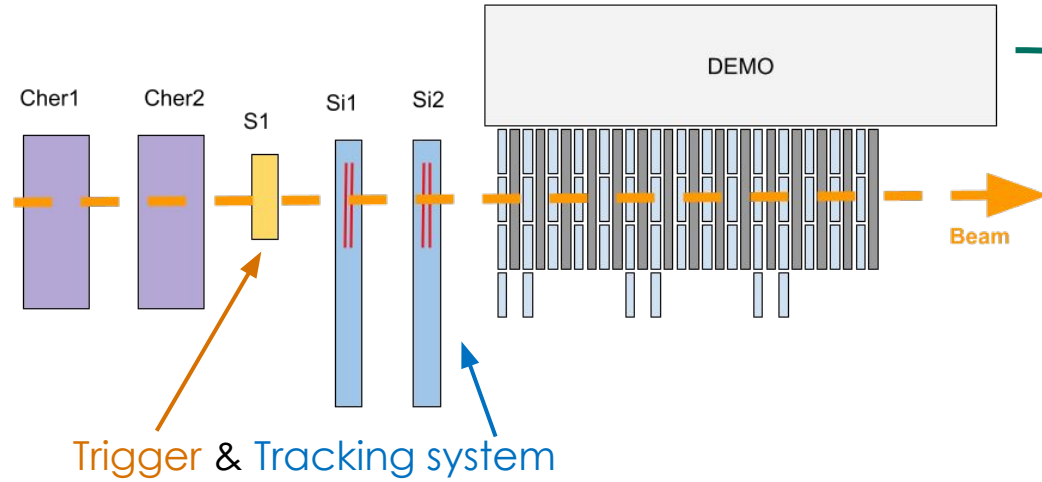 DEMO
Cher1
Cher2
S1
Si1
Si2
Beam
Trigger & Tracking system